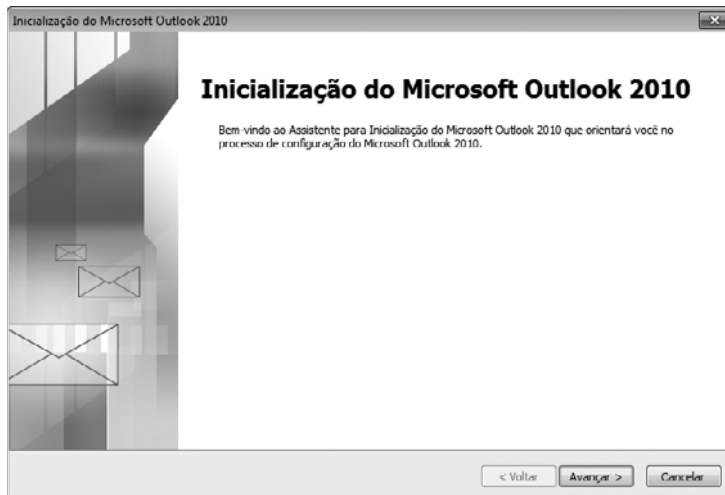 Inicialização do Microsoft Outlook 2010
Inicialização do Microsoft Outlook 2010
Bem-vindo ao Assistente para Inicialização do Microsoft Outlook 2010 que orientará você no
processo de configuração do Microsoft Outlook 2010.
< Voltar
Avançar >
Cancelar